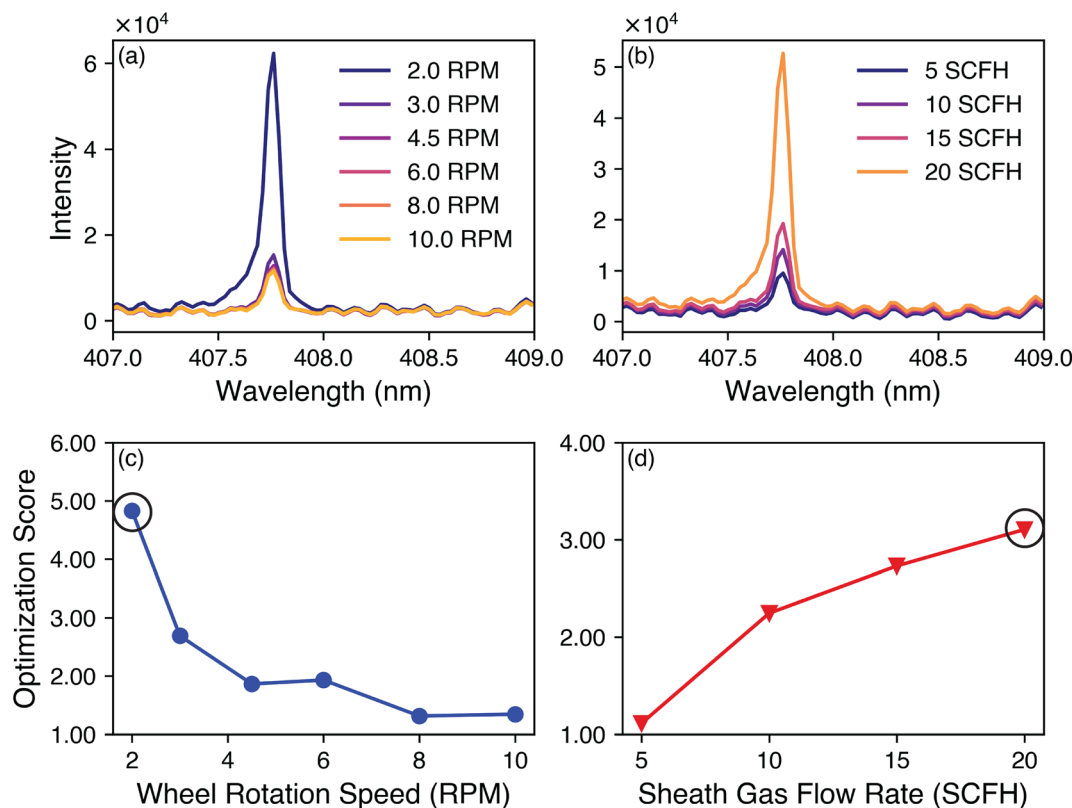 ×10⁴
(a)
2.0 RPM
3.0 RPM
4.5 RPM
6.0 RPM
8.0 RPM
10.0 RPM
6
4
2
0
Intensity
407.0 407.5 408.0 408.5 409.0
Wavelength (nm)
×10⁴
(b)
5 SCFH
10 SCFH
15 SCFH
20 SCFH
5
4
3
2
1
0
407.0 407.5 408.0 408.5 409.0
Wavelength (nm)
(c)
6.00
5.00
4.00
3.00
2.00
1.00
Optimization Score
2 4 6 8 10
Wheel Rotation Speed (RPM)
(d)
4.00
3.00
2.00
1.00
5 10 15 20
Sheath Gas Flow Rate (SCFH)